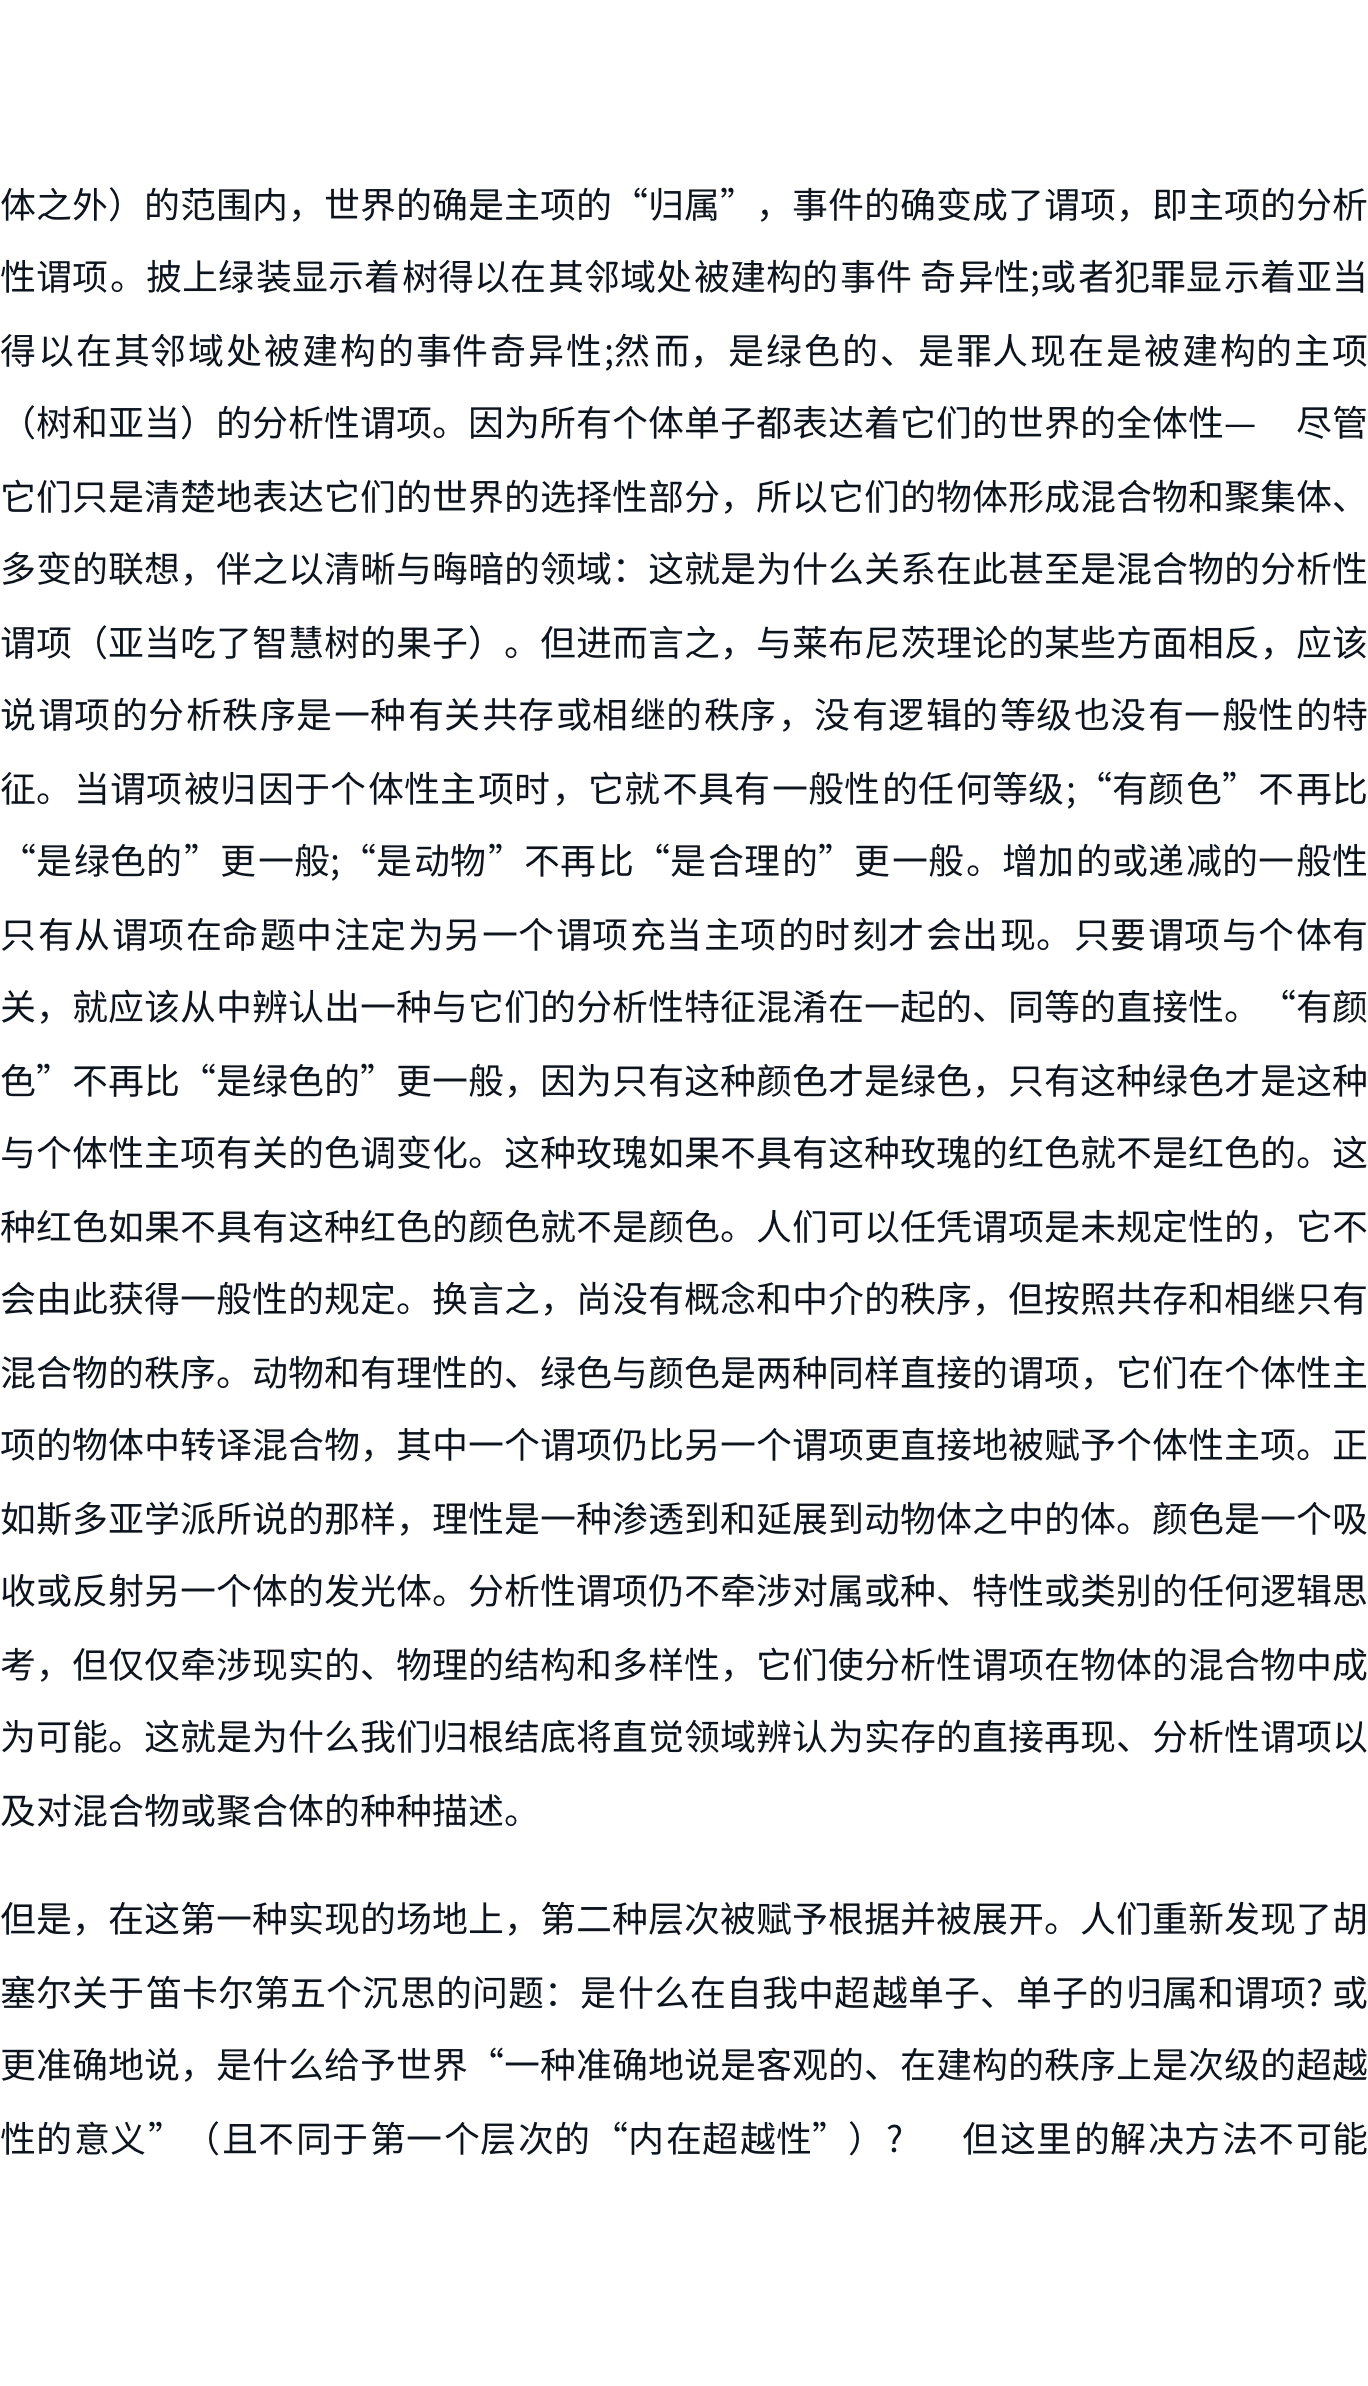 体之外）的范围内，世界的确是主项的“归属”，事件的确变成了谓项，即主项的分析
性谓项。披上绿装显示着树得以在其邻域处被建构的事件 奇异性;或者犯罪显示着亚当
得以在其邻域处被建构的事件奇异性;然而，是绿色的、是罪人现在是被建构的主项
（树和亚当）的分析性谓项。因为所有个体单子都表达着它们的世界的全体性— 尽管
它们只是清楚地表达它们的世界的选择性部分，所以它们的物体形成混合物和聚集体、
多变的联想，伴之以清晰与晦暗的领域：这就是为什么关系在此甚至是混合物的分析性
谓项（亚当吃了智慧树的果子）。但进而言之，与莱布尼茨理论的某些方面相反，应该
说谓项的分析秩序是一种有关共存或相继的秩序，没有逻辑的等级也没有一般性的特
征。当谓项被归因于个体性主项时，它就不具有一般性的任何等级;“有颜色”不再比
“是绿色的”更一般;“是动物”不再比“是合理的”更一般。增加的或递减的一般性
只有从谓项在命题中注定为另一个谓项充当主项的时刻才会出现。只要谓项与个体有
关，就应该从中辨认出一种与它们的分析性特征混淆在一起的、同等的直接性。“有颜
色”不再比“是绿色的”更一般，因为只有这种颜色才是绿色，只有这种绿色才是这种
与个体性主项有关的色调变化。这种玫瑰如果不具有这种玫瑰的红色就不是红色的。这
种红色如果不具有这种红色的颜色就不是颜色。人们可以任凭谓项是未规定性的，它不
会由此获得一般性的规定。换言之，尚没有概念和中介的秩序，但按照共存和相继只有
混合物的秩序。动物和有理性的、绿色与颜色是两种同样直接的谓项，它们在个体性主
项的物体中转译混合物，其中一个谓项仍比另一个谓项更直接地被赋予个体性主项。正
如斯多亚学派所说的那样，理性是一种渗透到和延展到动物体之中的体。颜色是一个吸
收或反射另一个体的发光体。分析性谓项仍不牵涉对属或种、特性或类别的任何逻辑思
考，但仅仅牵涉现实的、物理的结构和多样性，它们使分析性谓项在物体的混合物中成
为可能。这就是为什么我们归根结底将直觉领域辨认为实存的直接再现、分析性谓项以
及对混合物或聚合体的种种描述。
但是，在这第一种实现的场地上，第二种层次被赋予根据并被展开。人们重新发现了胡
塞尔关于笛卡尔第五个沉思的问题：是什么在自我中超越单子、单子的归属和谓项? 或
更准确地说，是什么给予世界“一种准确地说是客观的、在建构的秩序上是次级的超越
性的意义”（且不同于第一个层次的“内在超越性”）? 但这里的解决方法不可能